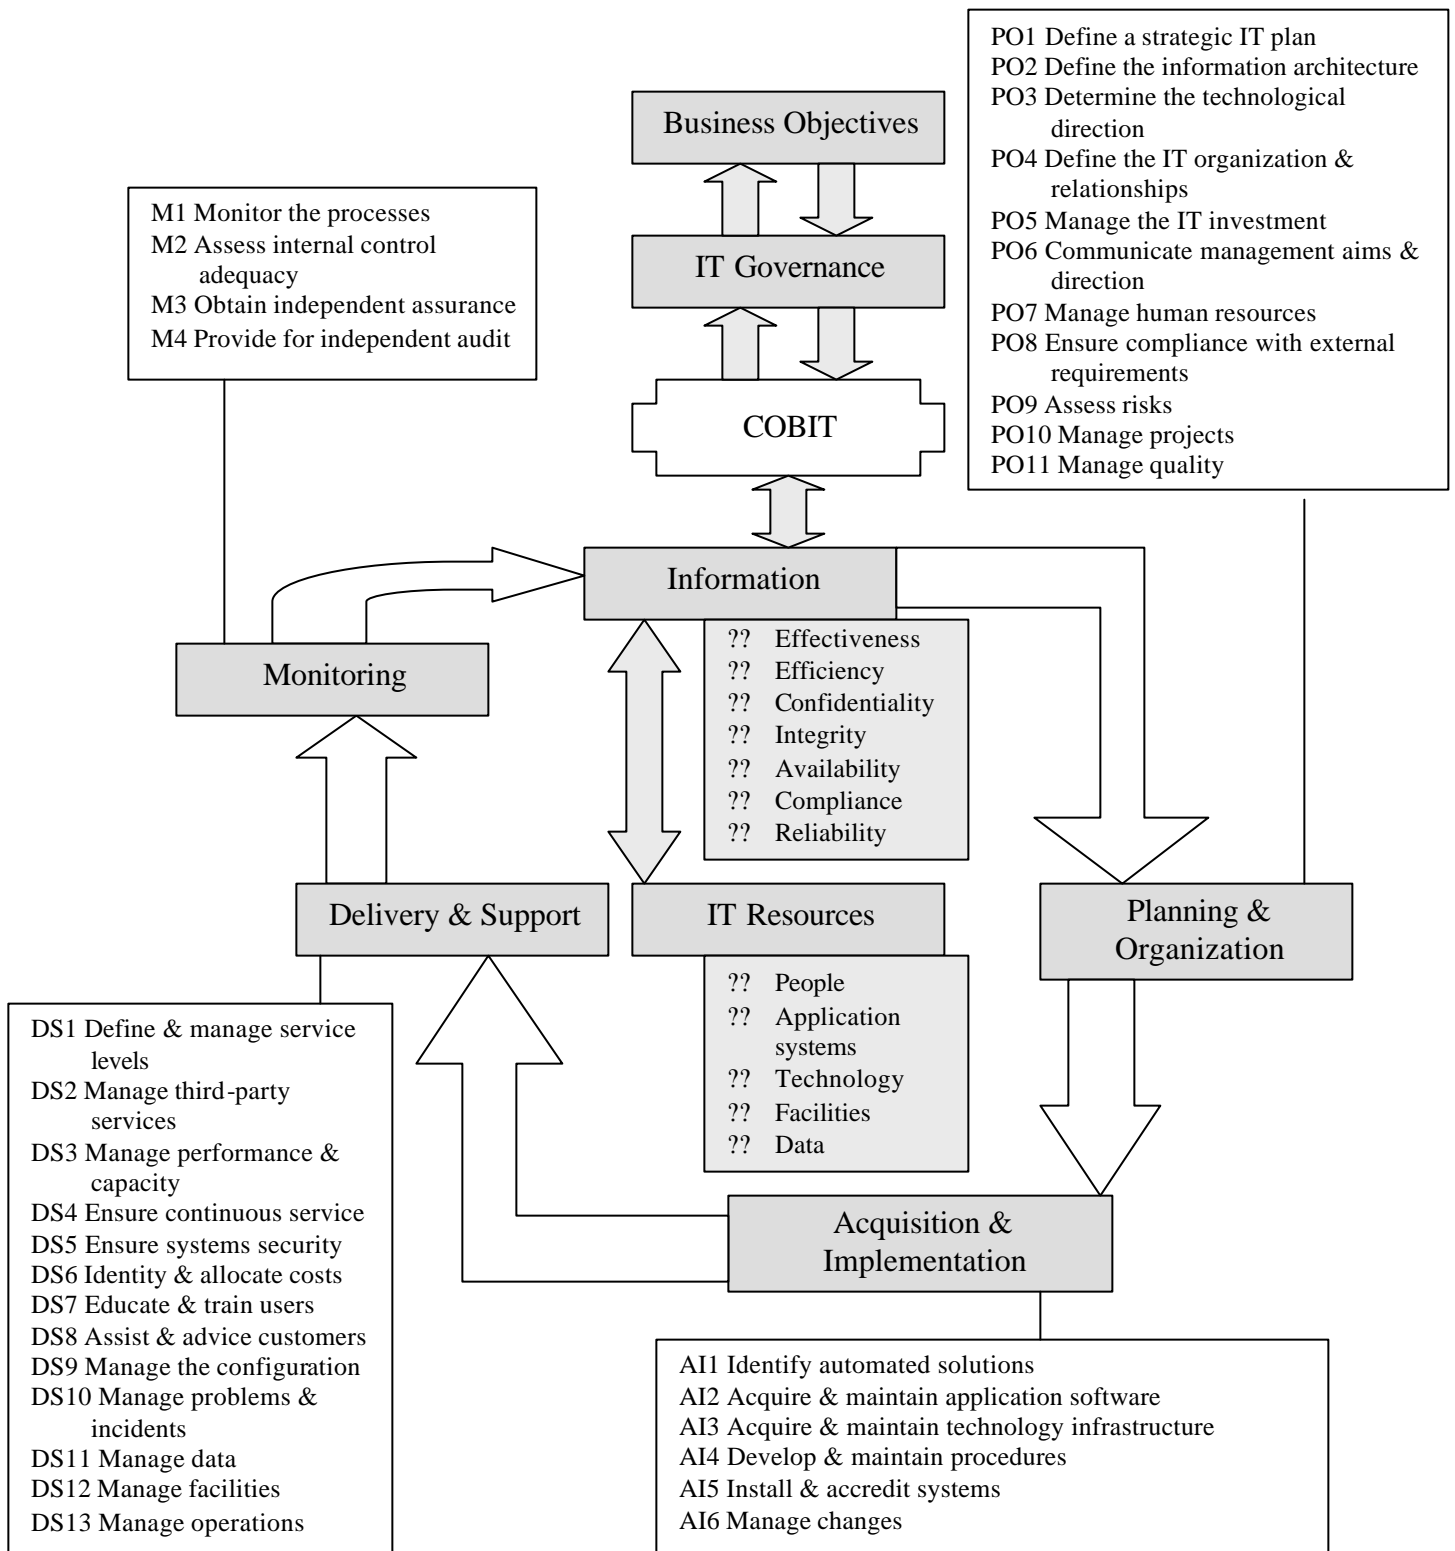 PO1 Define a strategic IT plan
PO2 Define the information architecture
PO3 Determine the technological
direction
PO4 Define the IT organization &
relationships
PO5 Manage the IT investment
PO6 Communicate management aims &
direction
PO7 Manage human resources
PO8 Ensure compliance with external
requirements
PO9 Assess risks
PO10 Manage projects
PO11 Manage quality
Business Objectives
IT Governance
COBIT
M1 Monitor the processes
M2 Assess internal control
adequacy
M3 Obtain independent assurance
M4 Provide for independent audit
Information
?? Effectiveness
?? Efficiency
?? Confidentiality
?? Integrity
?? Availability
?? Compliance
?? Reliability
Monitoring
Delivery & Support
IT Resources
?? People
?? Application
systems
?? Technology
?? Facilities
?? Data
Planning &
Organization
DS1 Define & manage service
levels
DS2 Manage third-party
services
DS3 Manage performance &
capacity
DS4 Ensure continuous service
DS5 Ensure systems security
DS6 Identity & allocate costs
DS7 Educate & train users
DS8 Assist & advice customers
DS9 Manage the configuration
DS10 Manage problems &
incidents
DS11 Manage data
DS12 Manage facilities
DS13 Manage operations
Acquisition &
Implementation
AI1 Identify automated solutions
AI2 Acquire & maintain application software
AI3 Acquire & maintain technology infrastructure
AI4 Develop & maintain procedures
AI5 Install & accredit systems
AI6 Manage changes